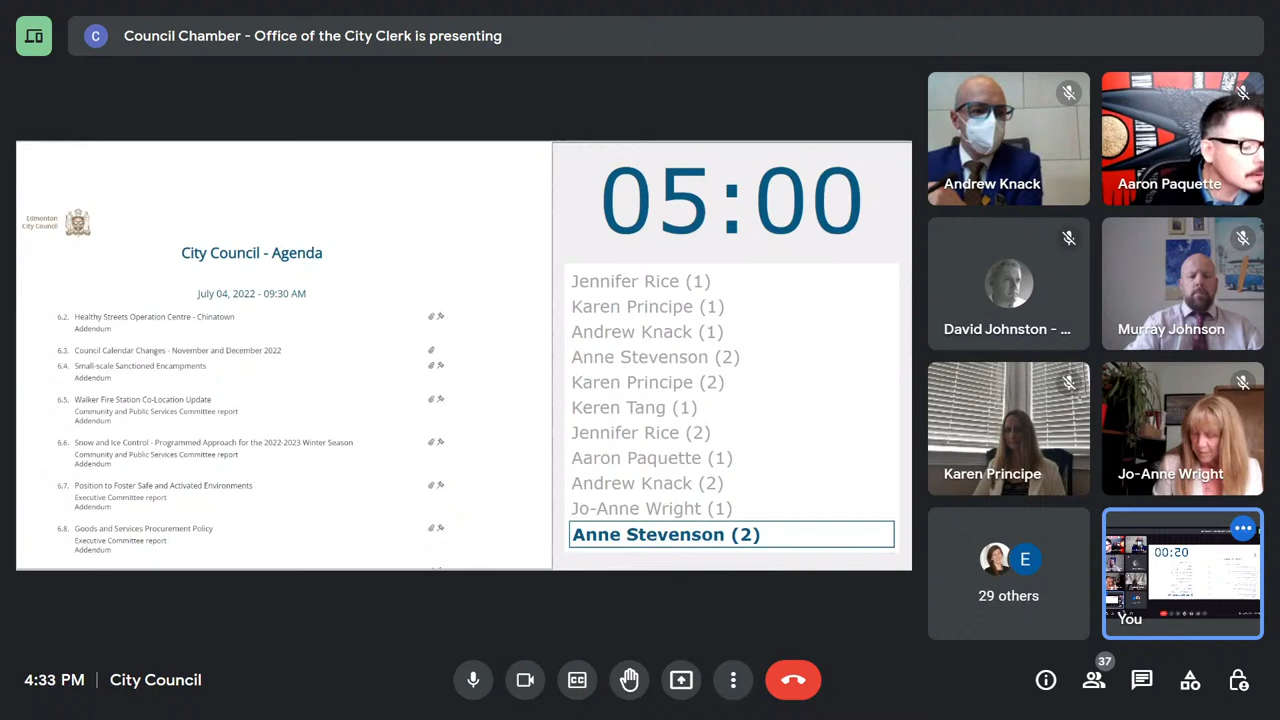 C Council Chamber - Office of the City Clerk is presenting
Edmonton
City Council
City Council - Agenda
July 04, 2022 - 09:30 AM
6.2. Healthy Streets Operation Centre - Chinatown
Addendum
6.3. Council Calendar Changes - November and December 2022
6.4. Small-scale Sanctioned Encampments
Addendum
6.5. Walker Fire Station Co-Location Update
Community and Public Services Committee report
Addendum
6.6. Snow and Ice Control - Programmed Approach for the 2022-2023 Winter Season
Community and Public Services Committee report
Addendum
6.7. Position to Foster Safe and Activated Environments
Executive Committee report
Addendum
6.8. Goods and Services Procurement Policy
Executive Committee report
Addendum
05:00
Jennifer Rice (1)
Karen Principe (1)
Andrew Knack (1)
Anne Stevenson (2)
Karen Principe (2)
Keren Tang (1)
Jennifer Rice (2)
Aaron Paquette (1)
Andrew Knack (2)
Jo-Anne Wright (1)
Anne Stevenson (2)
Andrew Knack
Aaron Paquette
David Johnston - ...
Murray Johnson
Karen Principe
Jo-Anne Wright
E
29 others
You
4:33 PM | City Council
CC
37